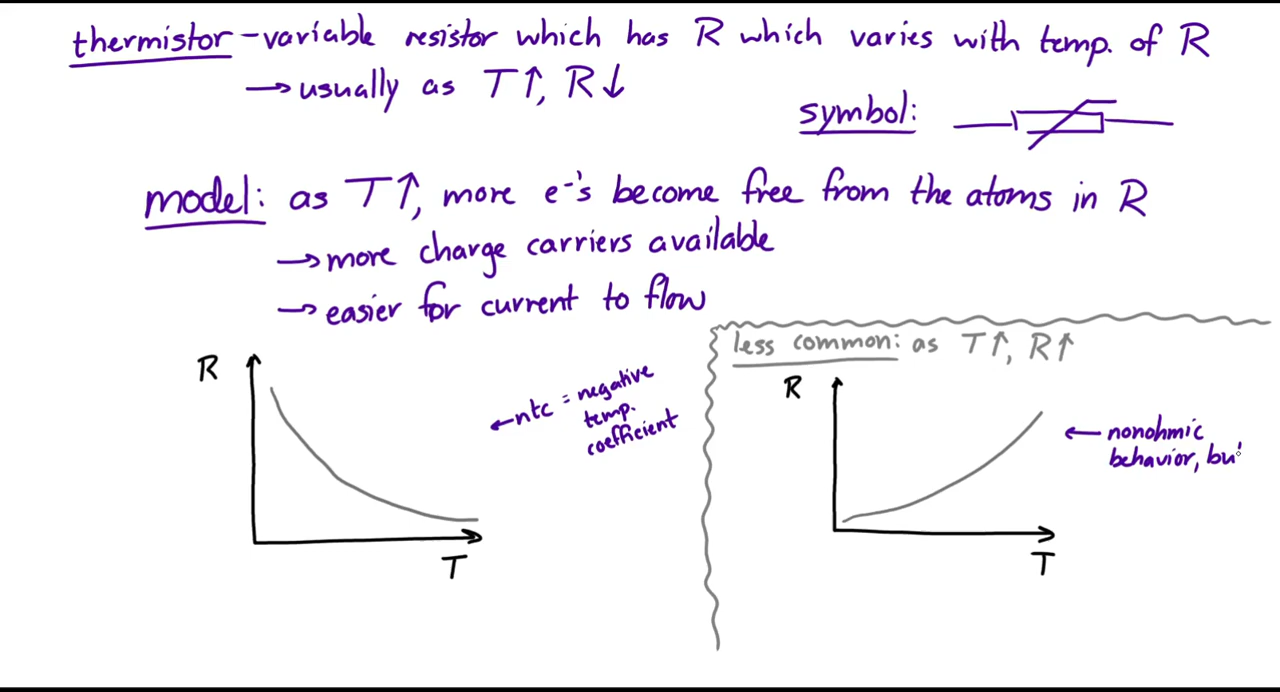 thermistor - variable resistor which has R which varies with temp. of R
→ usually as T↑, R↓
symbol:
model: as T↑, more e⁻'s become free from the atoms in R
→ more charge carriers available
→ easier for current to flow
R
T
← ntc = negative
temp.
coefficient
less common: as T↑, R↑
R
T
← nonohmic
behavior, but